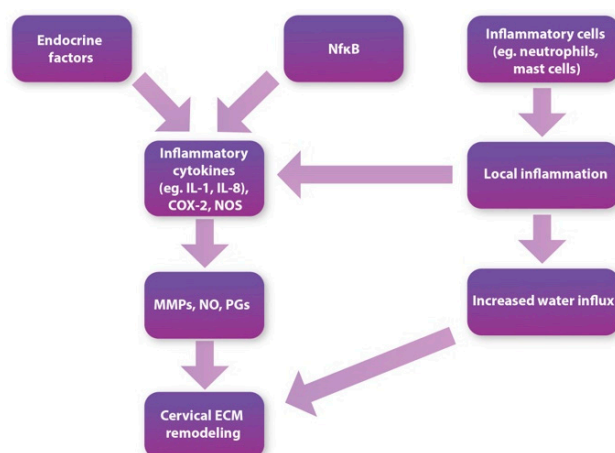 Endocrine
factors
NfκB
Inflammatory cells
(eg. neutrophils,
mast cells)
Inflammatory
cytokines
(eg. IL-1, IL-8),
COX-2, NOS
Local inflammation
MMPs, NO, PGs
Increased water influx
Cervical ECM
remodeling